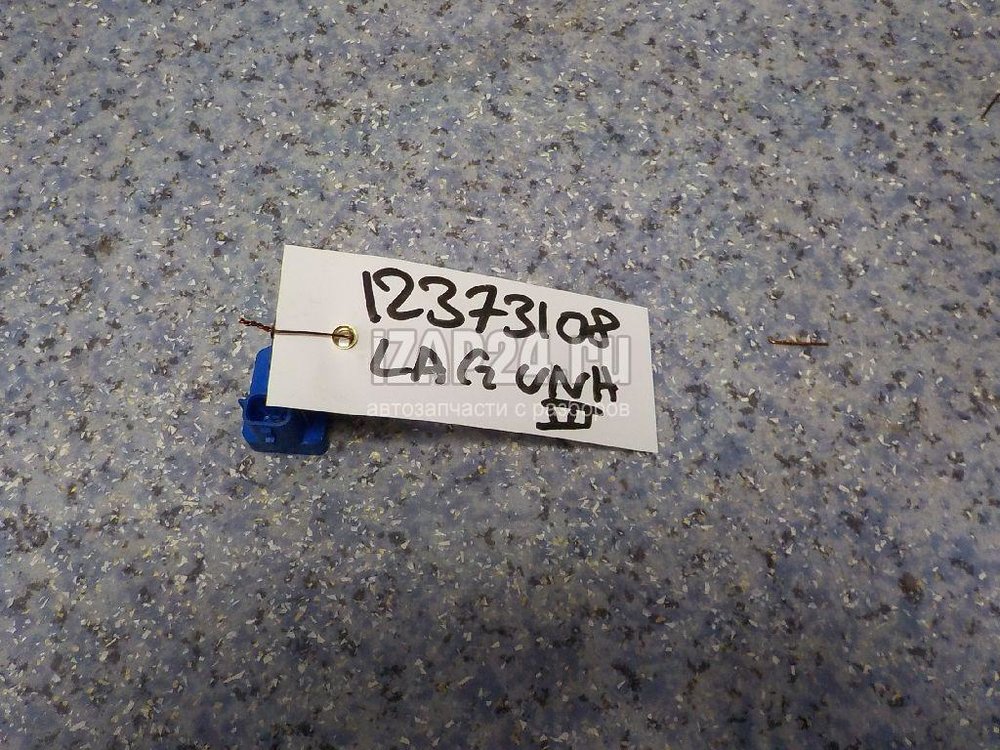 12373108
iZAP24.ru
LAGUNA
автозапчасти с разборов
III